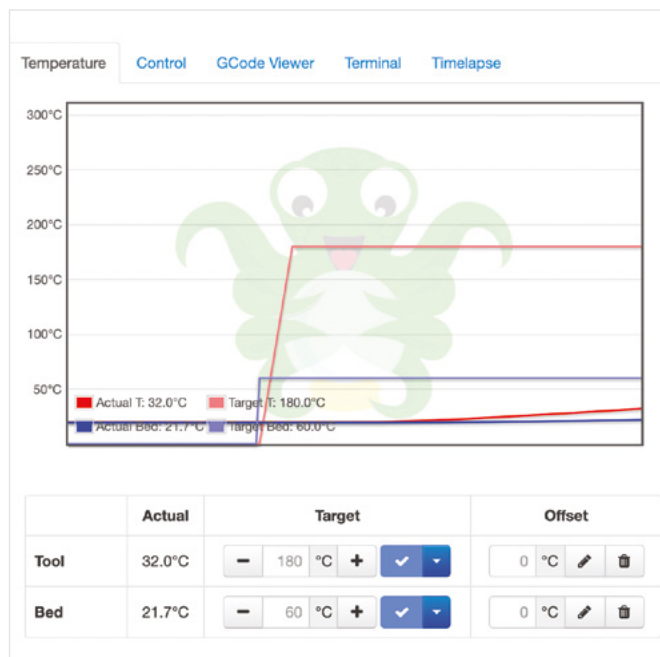 Temperature Control GCode Viewer Terminal Timelapse
300°C
250°C
200°C
150°C
100°C
50°C
Actual T: 32.0°C Target T: 180.0°C
Actual Bed: 21.7°C Target Bed: 60.0°C
Actual Target Offset
Tool 32.0°C 180 °C 0 °C
Bed 21.7°C 60 °C 0 °C